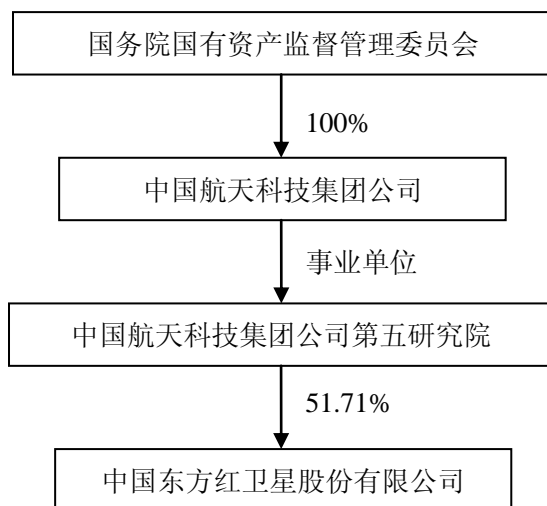 国务院国有资产监督管理委员会
100%
中国航天科技集团公司
事业单位
中国航天科技集团公司第五研究院
51.71%
中国东方红卫星股份有限公司